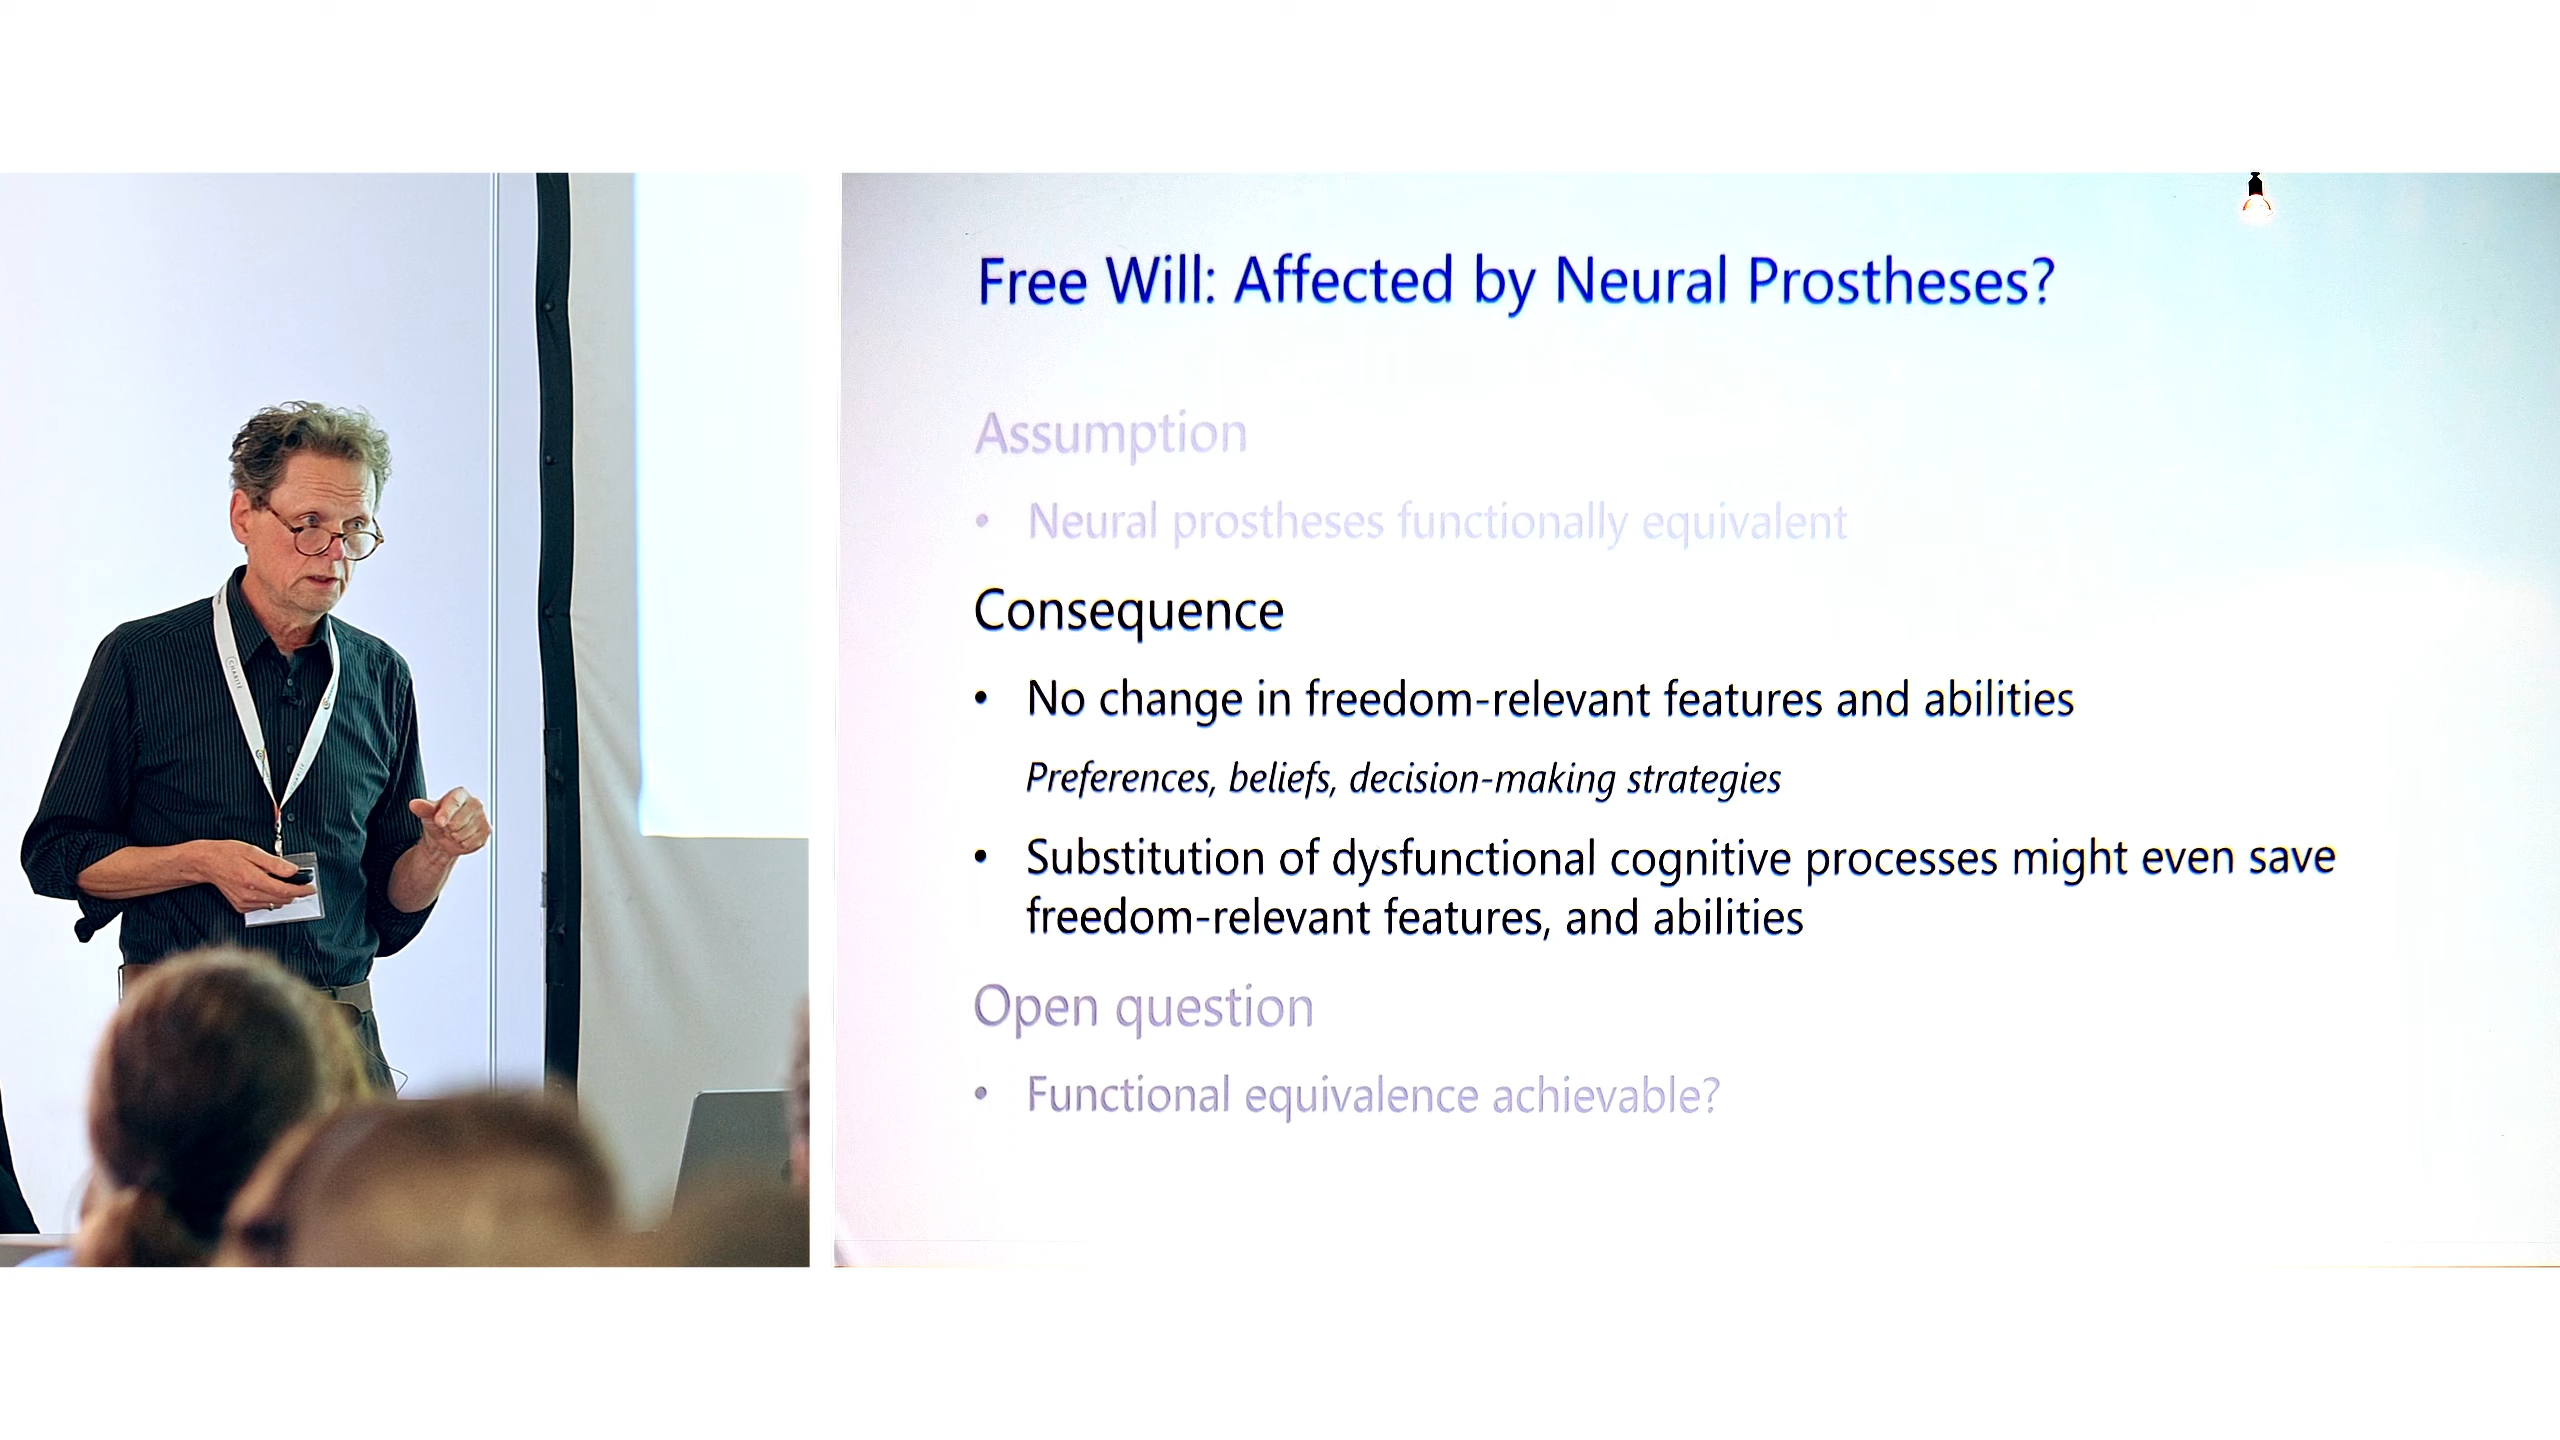 Free Will: Affected by Neural Prostheses?
Assumption
• Neural prostheses functionally equivalent
Consequence
• No change in freedom-relevant features and abilities
Preferences, beliefs, decision-making strategies
• Substitution of dysfunctional cognitive processes might even save
freedom-relevant features, and abilities
Open question
• Functional equivalence achievable?
CHARITÉ